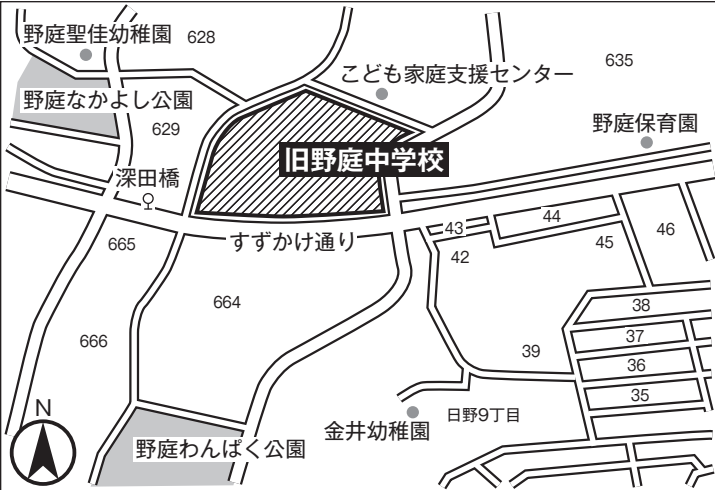 野庭聖佳幼稚園
628
こども家庭支援センター
635
野庭なかよし公園
629
野庭保育園
旧野庭中学校
深田橋
43
44
46
665
すずかけ通り
42
45
664
38
666
37
39
36
35
N
金井幼稚園
日野9丁目
野庭わんぱく公園